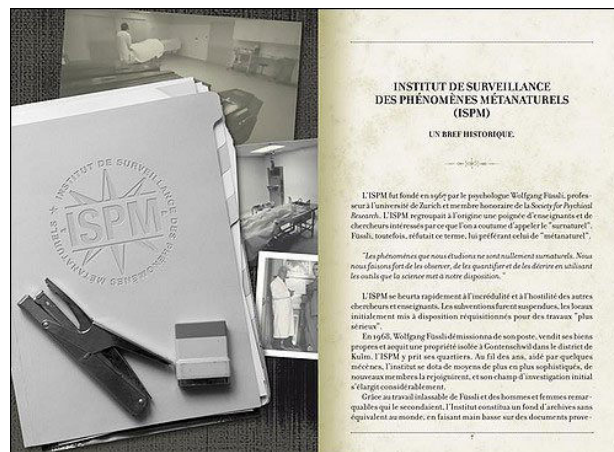 INSTITUT DE SURVEILLANCE DES PHÉNOMÈNES MÉTANATURELS
ISPM
INSTITUT DE SURVEILLANCE
DES PHÉNOMÈNES MÉTANATURELS
(ISPM)
UN BREF HISTORIQUE.
L'ISPM fut fondé en 1967 par le psychologue Wolfgang Füssli, profes-
seur à l'université de Zurich et membre honoraire de la Society for Psychical
Research. L'ISPM regroupait à l'origine une poignée d'enseignants et de
chercheurs intéressés par ce que l'on a coutume d'appeler le "surnaturel".
Füssli, toutefois, réfutait ce terme, lui préférant celui de "métanaturel".
"Les phénomènes que nous étudions ne sont nullement surnaturels. Nous
nous faisons fort de les observer, de les quantifier et de les décrire en utilisant
les outils que la science met à notre disposition."
L'ISPM se heurta rapidement à l'incrédulité et à l'hostilité des autres
chercheurs et enseignants. Les subventions furent suspendues, les locaux
initialement mis à disposition réquisitionnés pour des travaux "plus
sérieux".
En 1968, Wolfgang Füssli démissionna de son poste, vendit ses biens
propres et acquit une propriété isolée à Gontenschwil dans le district de
Kulm. L'ISPM y prit ses quartiers. Au fil des ans, aidé par quelques
mécènes, l'institut se dota de moyens de plus en plus sophistiqués, de
nouveaux membres la rejoignirent, et son champ d'investigation initial
s'élargit considérablement.
Grâce au travail inlassable de Füssli et des hommes et femmes remar-
quables qui le secondaient, l'Institut constitua un fond d'archives sans
équivalent au monde, en faisant main basse sur des documents prove-